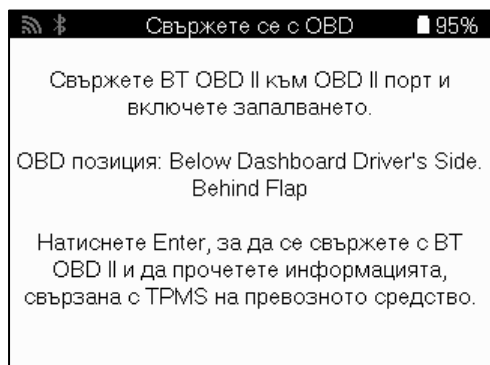 Свържете се с OBD 95%
Свържете BT OBD II към OBD II порт и
включете запалването.
OBD позиция: Below Dashboard Driver's Side.
Behind Flap
Натиснете Enter, за да се свържете с BT
OBD II и да прочетете информацията,
свързана с TPMS на превозното средство.